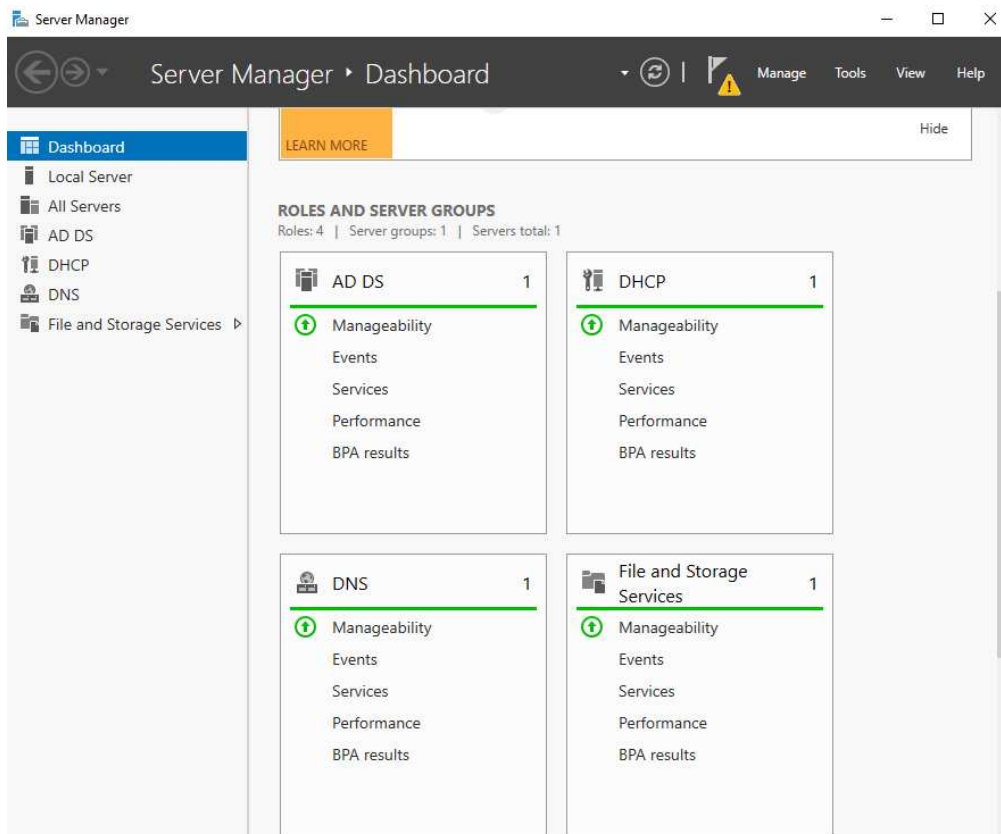 Server Manager
Server Manager ‣ Dashboard
Manage Tools View Help
Dashboard
Local Server
All Servers
AD DS
DHCP
DNS
File and Storage Services
LEARN MORE
Hide
ROLES AND SERVER GROUPS
Roles: 4 | Server groups: 1 | Servers total: 1
AD DS 1
Manageability
Events
Services
Performance
BPA results
DHCP 1
Manageability
Events
Services
Performance
BPA results
DNS 1
Manageability
Events
Services
Performance
BPA results
File and Storage
Services 1
Manageability
Events
Services
Performance
BPA results